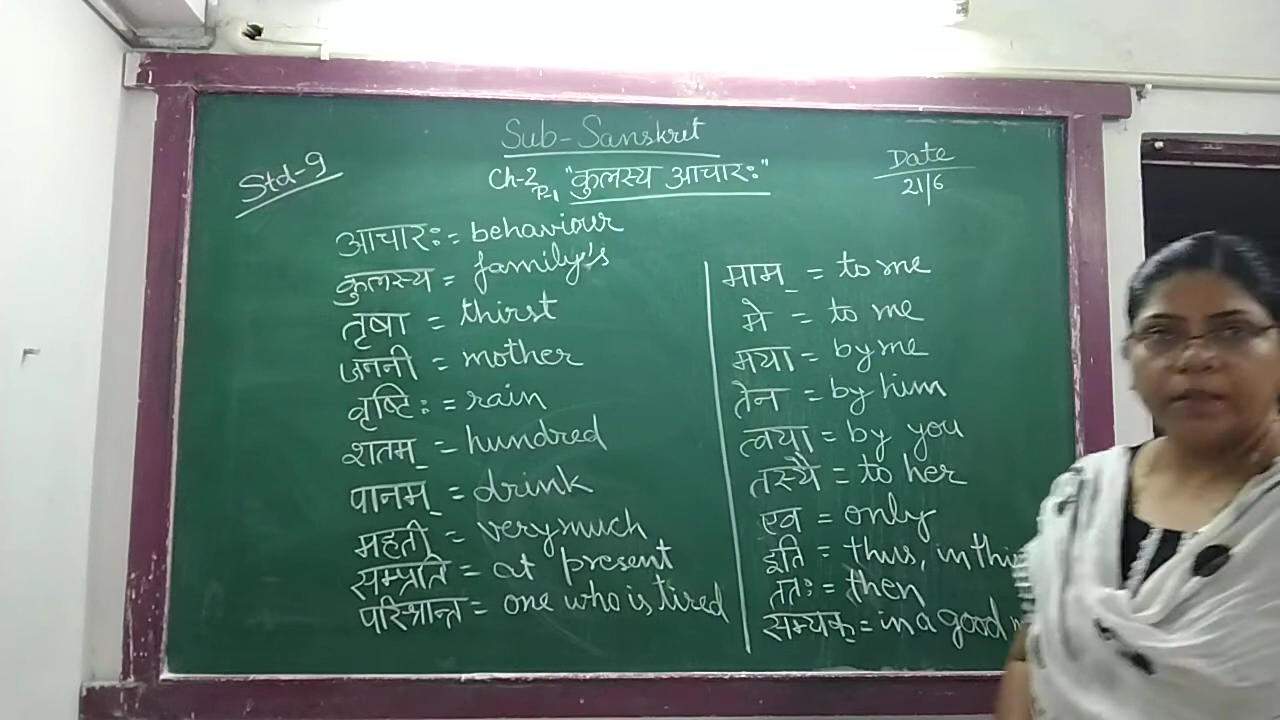 Sub-Sanskrit
Std-9
Ch-2 P-1 "कुलस्य आचारः"
Date
21/6
आचारः = behaviour
कुलस्य = family's
तृषा = thirst
जननी = mother
वृष्टिः = rain
शतम् = hundred
पानम् = drink
महती = very much
सम्प्रति = at present
परिश्रान्त = one who is tired
माम् = to me
मे = to me
मया = by me
तेन = by him
त्वया = by you
तस्यै = to her
एव = only
इति = thus, in
ततः = then
सम्यक् = in a good